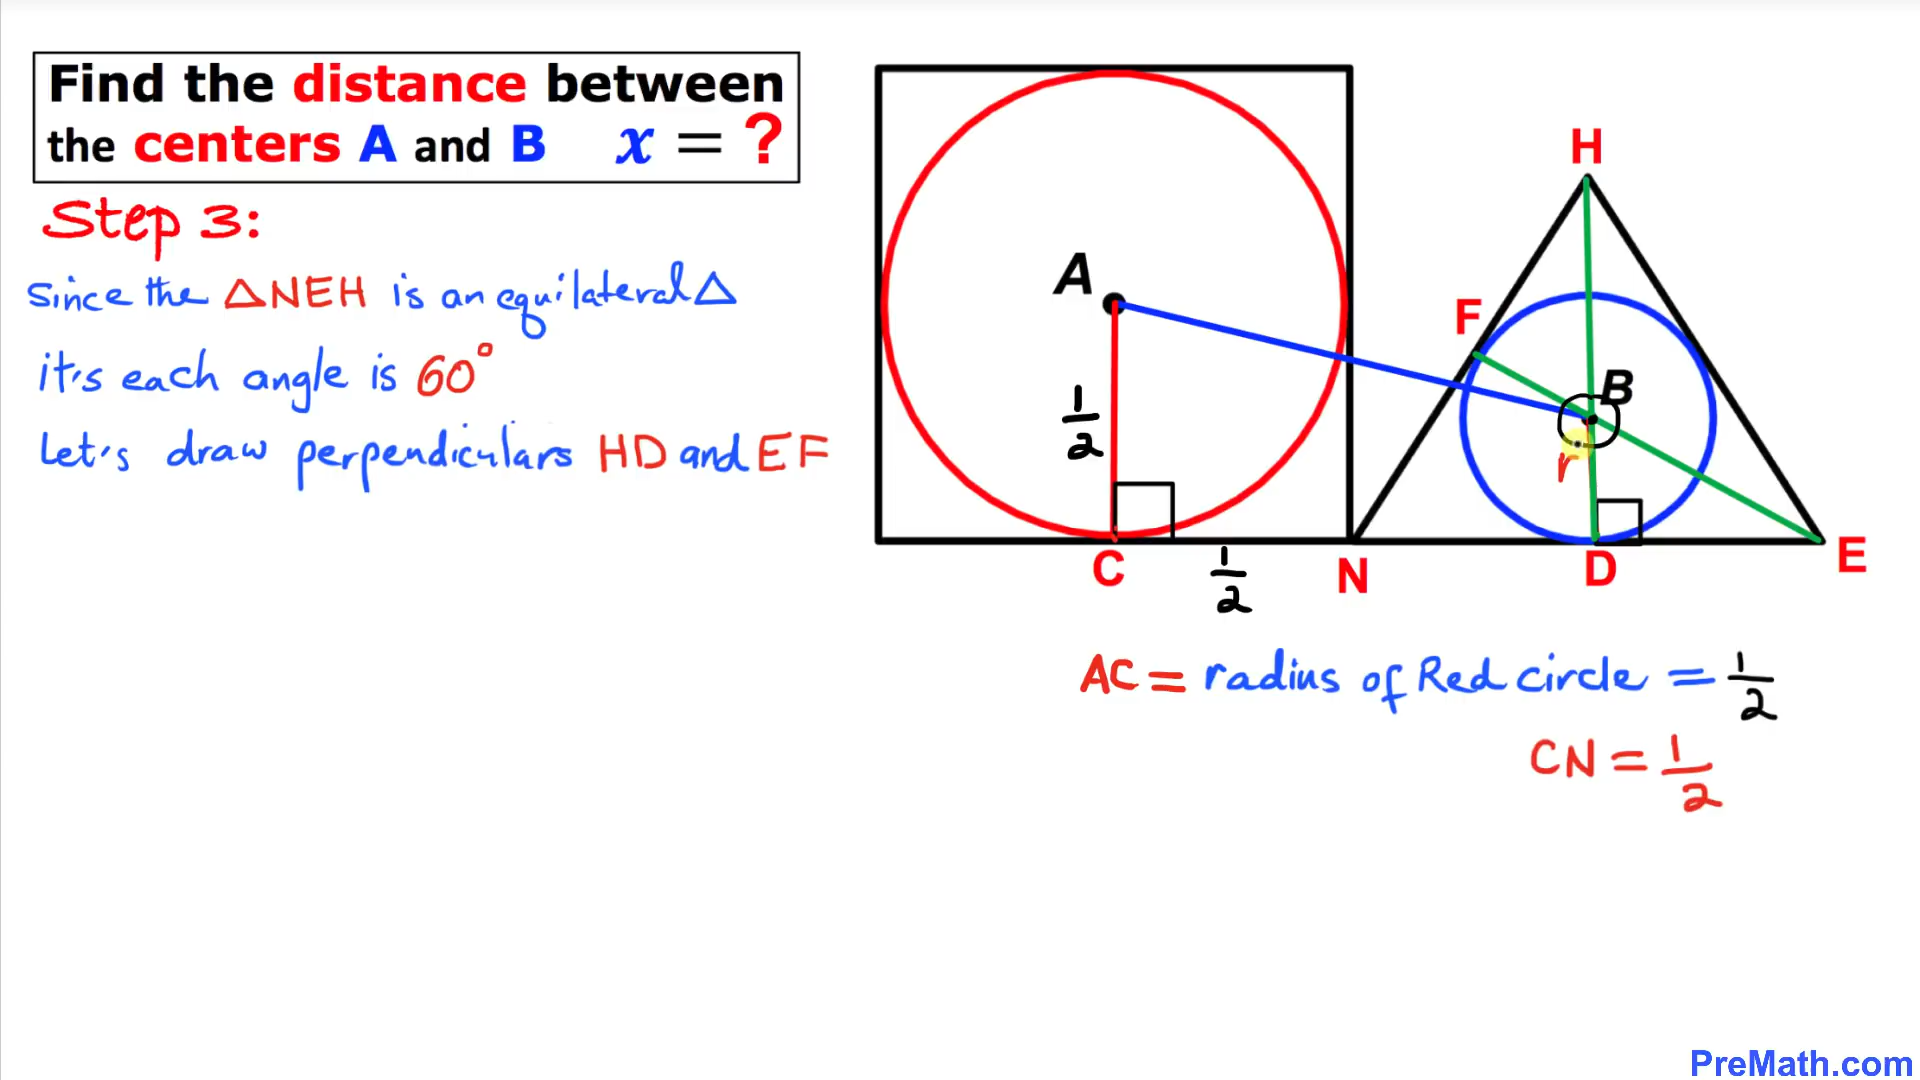 Find the distance between
the centers A and B x = ?
Step 3:
Since the △NEH is an equilateral △
it's each angle is 60°
Let's draw perpendiculars HD and EF
H
A
F
B
1/2
r
C
1/2
N
D
E
AC = radius of Red circle = 1/2
CN = 1/2
PreMath.com